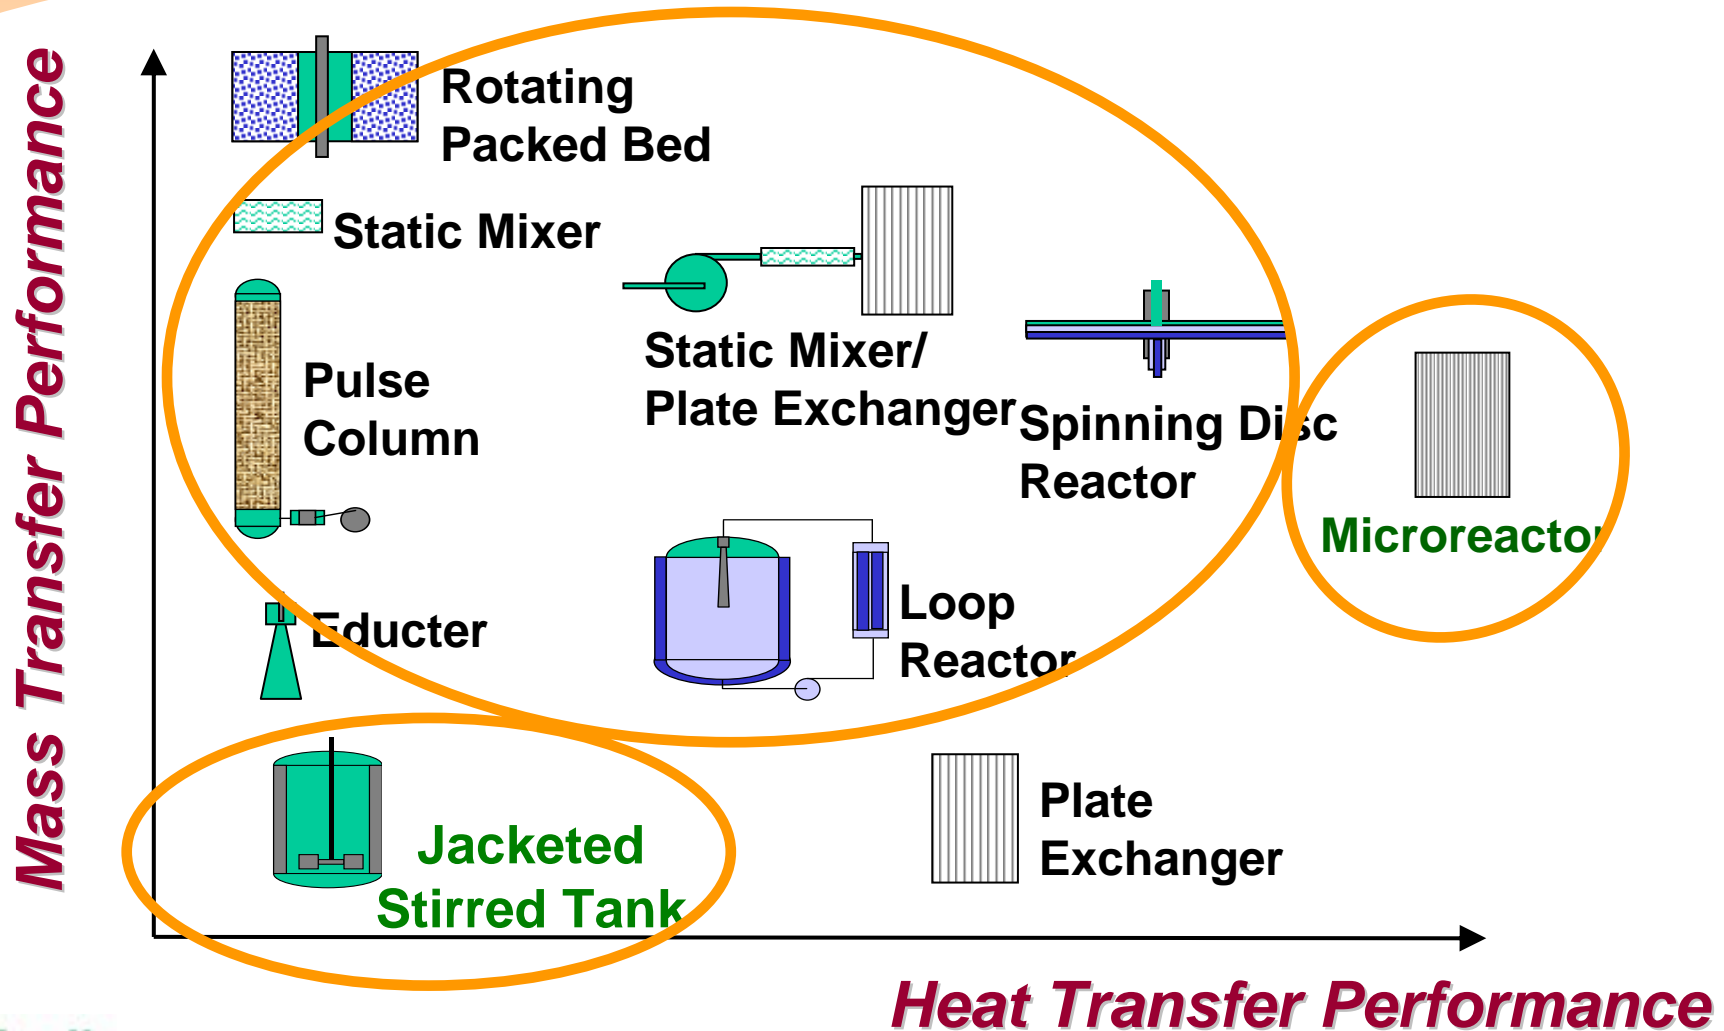 Mass Transfer Performance
Rotating
Packed Bed
Static Mixer
Static Mixer/
Plate Exchanger
Pulse
Column
Spinning Disc
Reactor
Microreactor
Educter
Loop
Reactor
Jacketed
Stirred Tank
Plate
Exchanger
Heat Transfer Performance